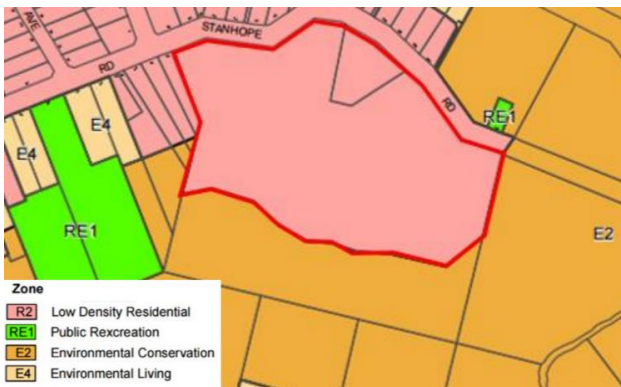 AVE
STANHOPE
RD
RD
RE1
E4
E4
RE1
E2
Zone
R2 Low Density Residential
RE1 Public Rexcreation
E2 Environmental Conservation
E4 Environmental Living